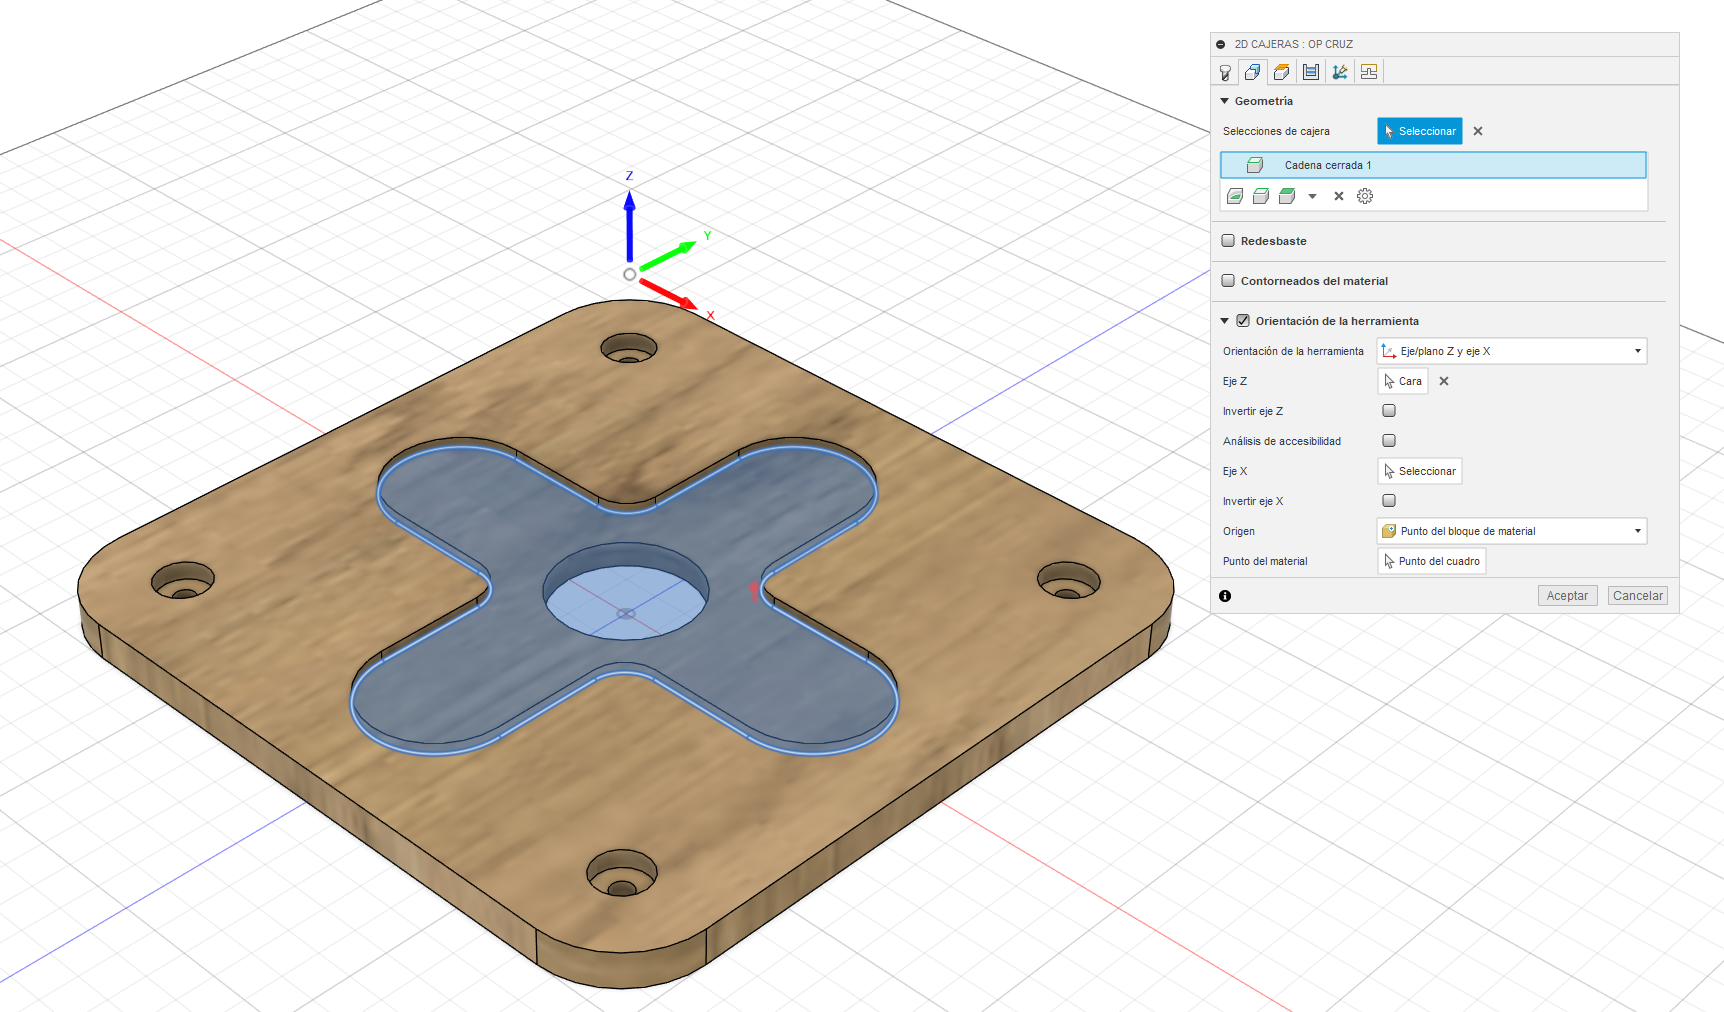 2D CAJERAS : OP CRUZ
Geometría
Selecciones de cajera
Seleccionar
Cadena cerrada 1
Redesbaste
Contorneados del material
Orientación de la herramienta
Orientación de la herramienta
Eje/plano Z y eje X
Eje Z
Cara
Invertir eje Z
Análisis de accesibilidad
Eje X
Seleccionar
Invertir eje X
Origen
Punto del bloque de material
Punto del material
Punto del cuadro
Aceptar
Cancelar
Z
Y
X